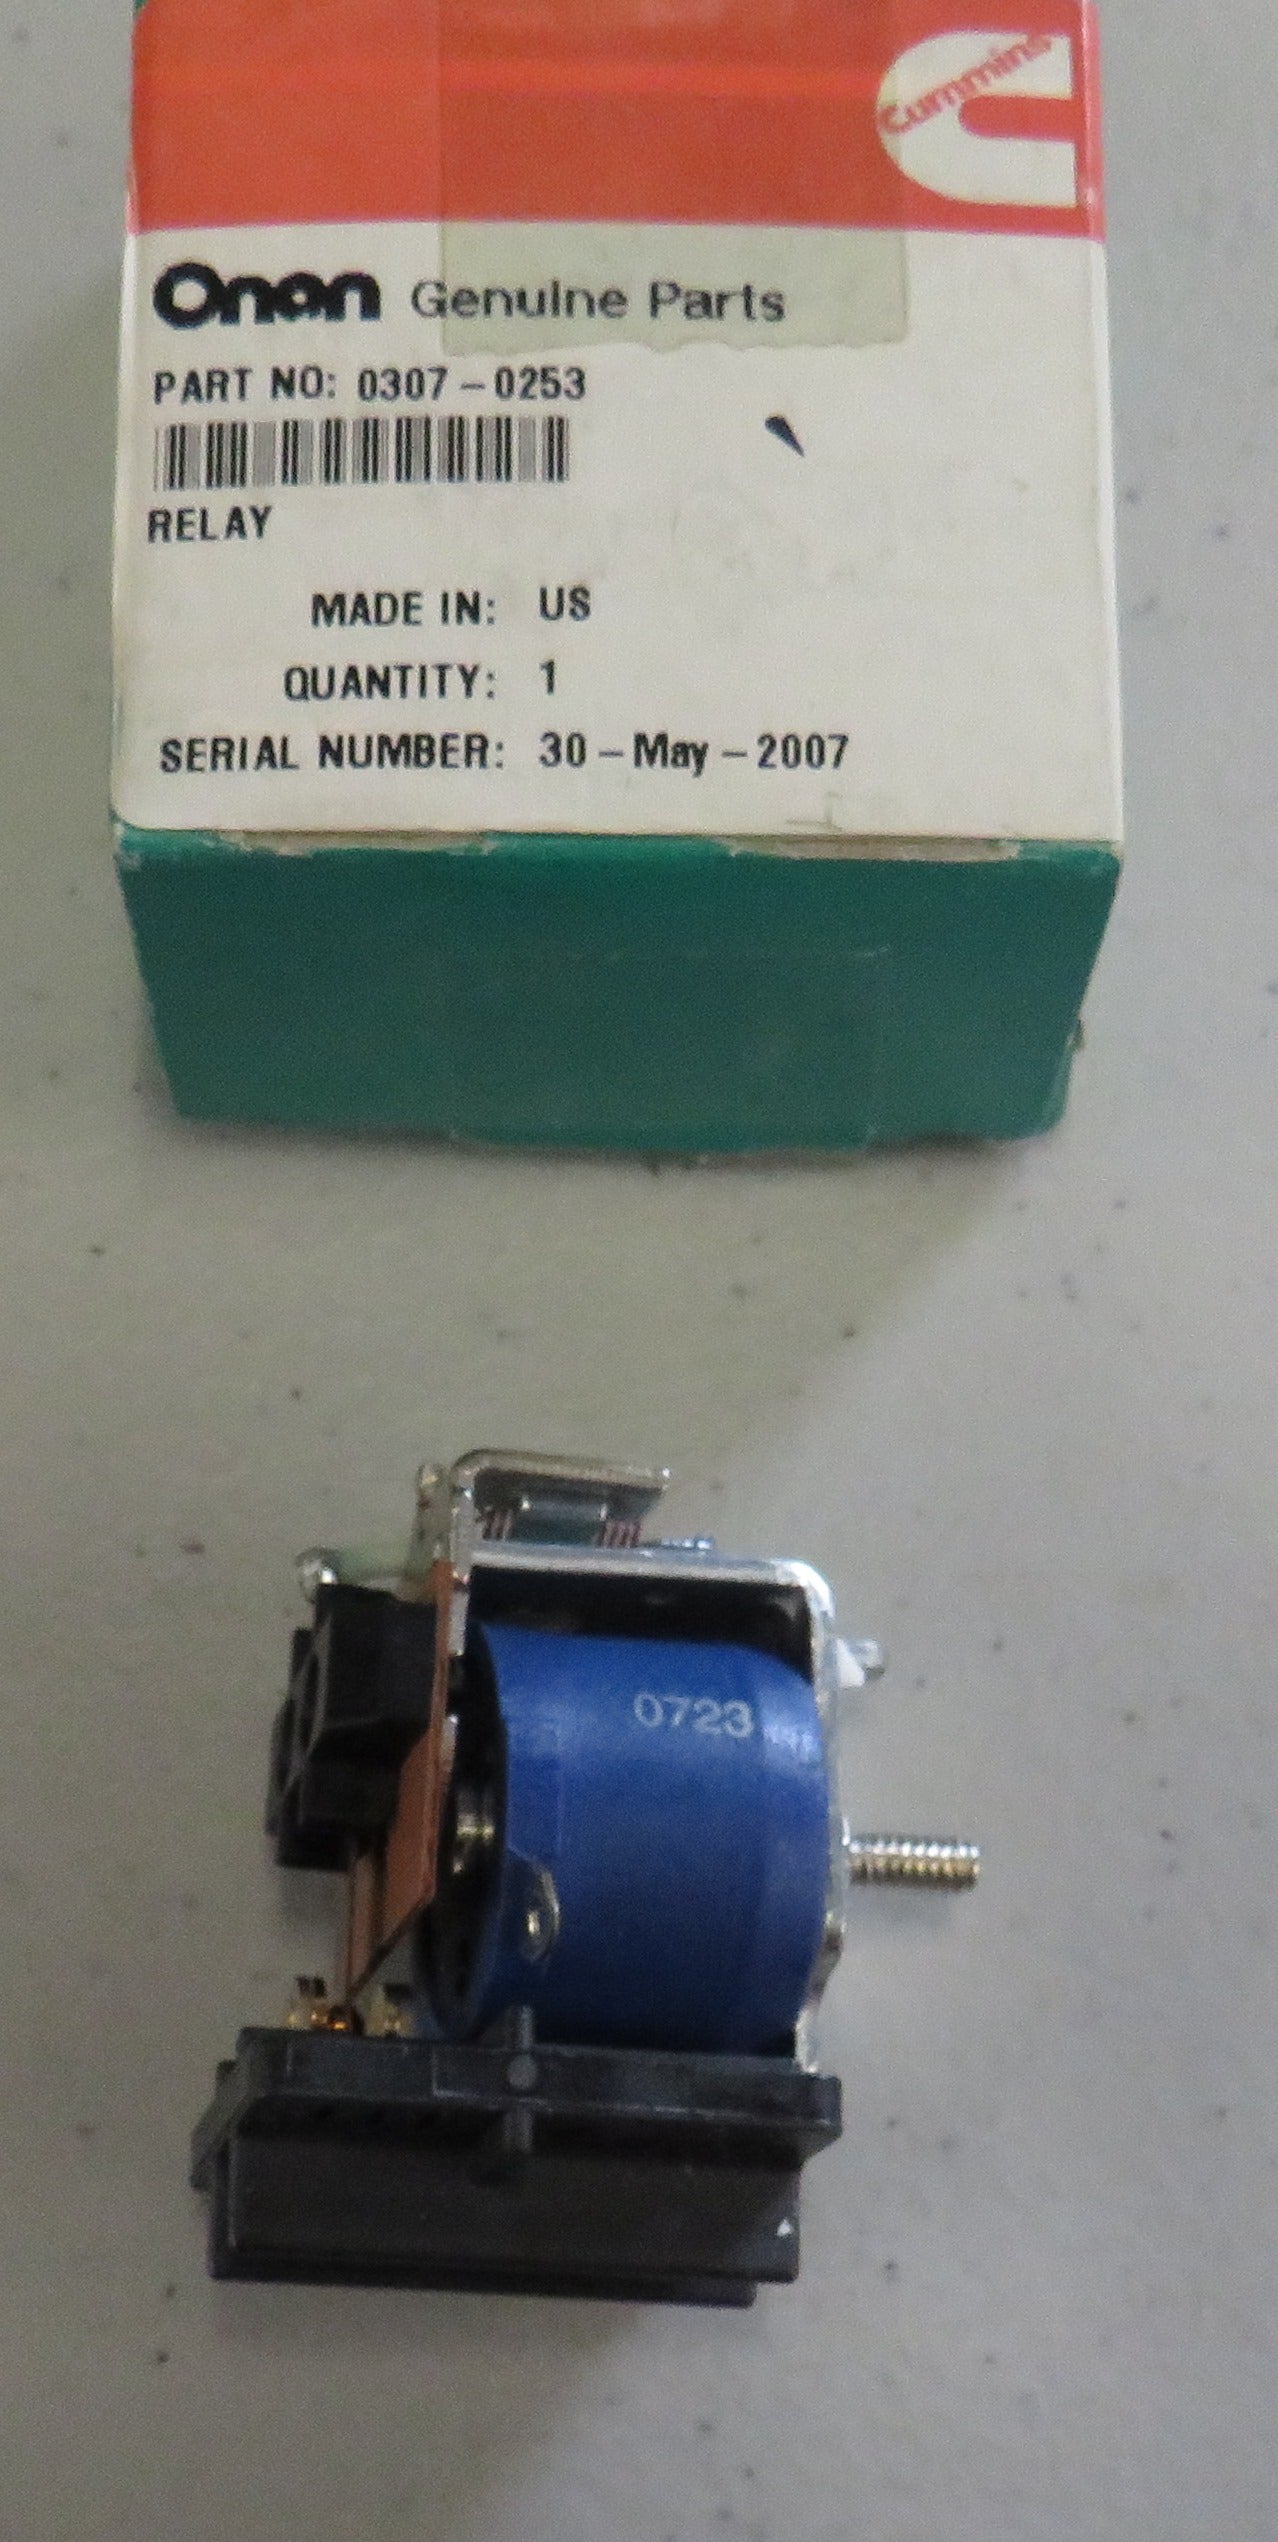 Cummins
Onan Genuine Parts
PART NO: 0307-0253
RELAY
MADE IN: US
QUANTITY: 1
SERIAL NUMBER: 30-May-2007
0723